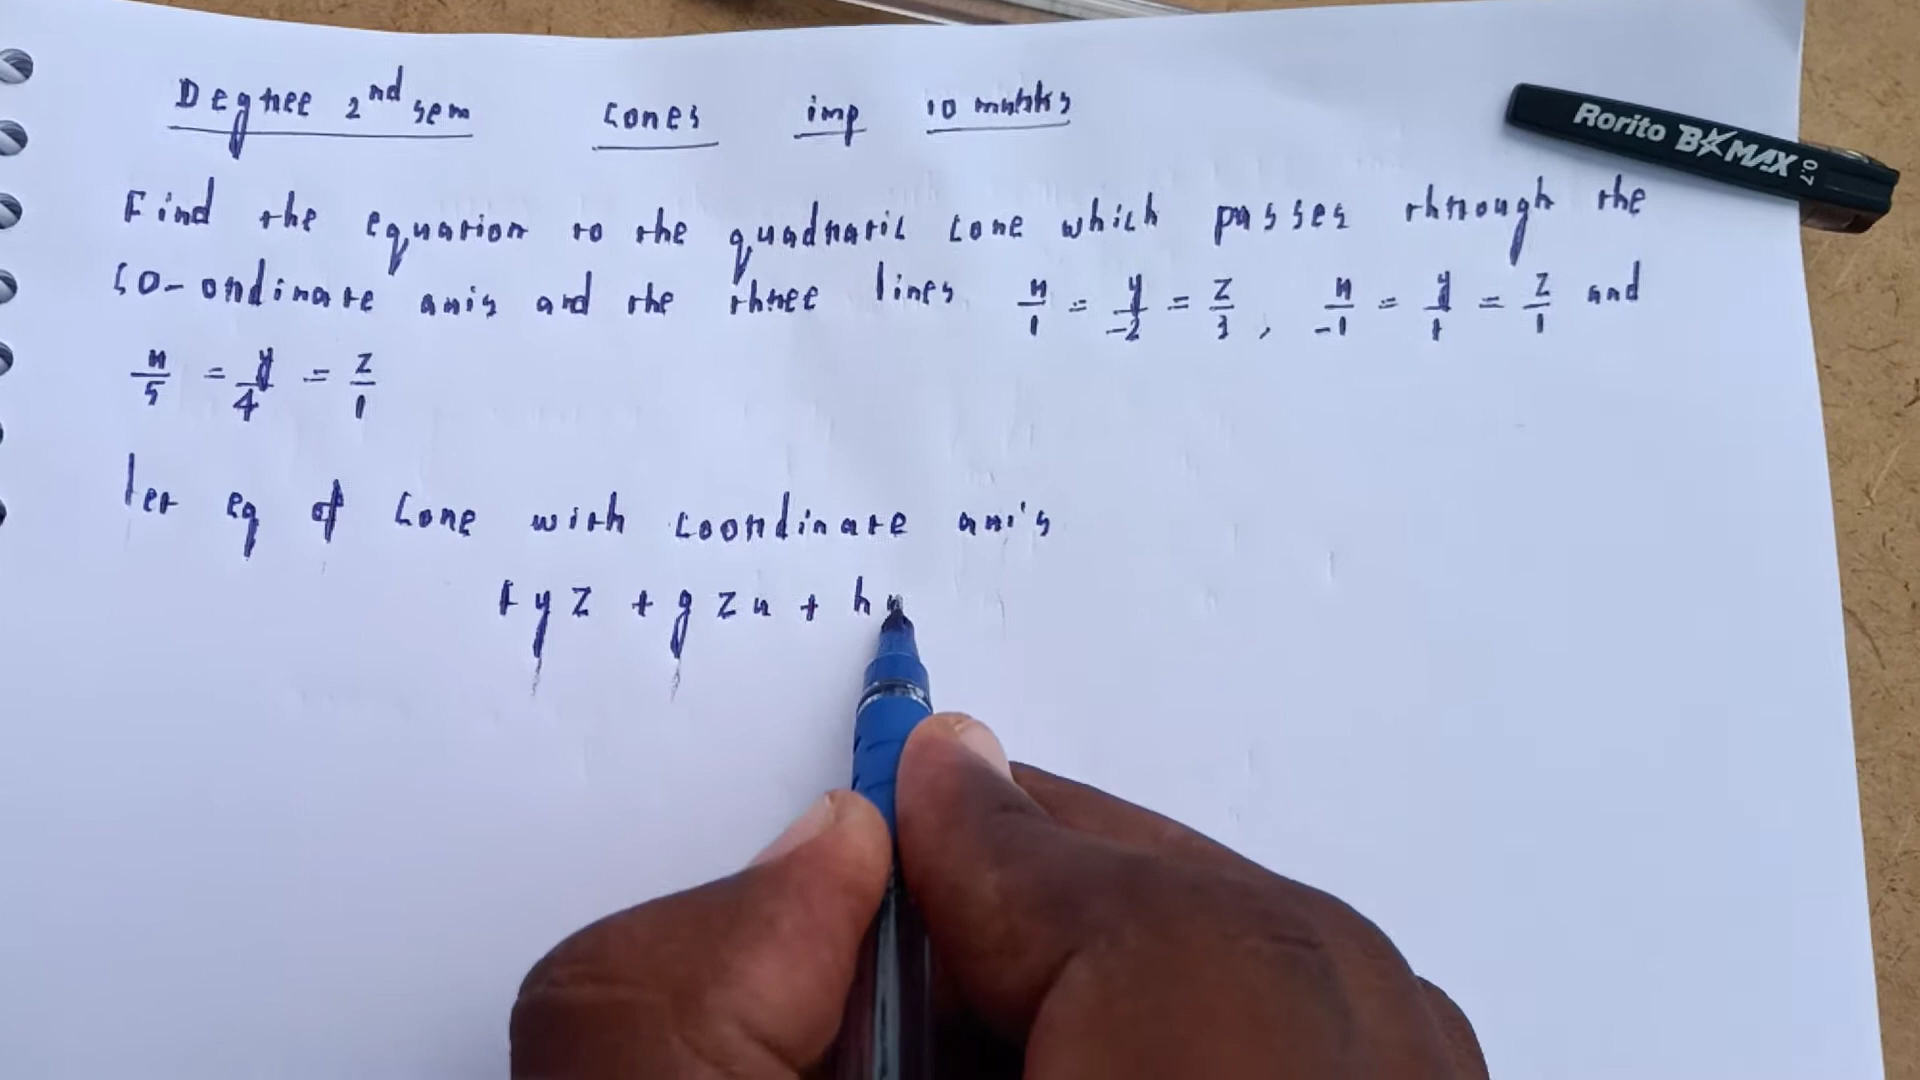 Degree 2nd sem cones imp 10 marks
Rorito B MAX 0.7
Find the equation to the quadratic cone which passes through the
co-ordinate axis and the three lines x/1 = y/-2 = z/3, x/-1 = y/1 = z/1 and
x/5 = y/4 = z/1
let eq of cone with coordinate axis
fyz + gzx + hx